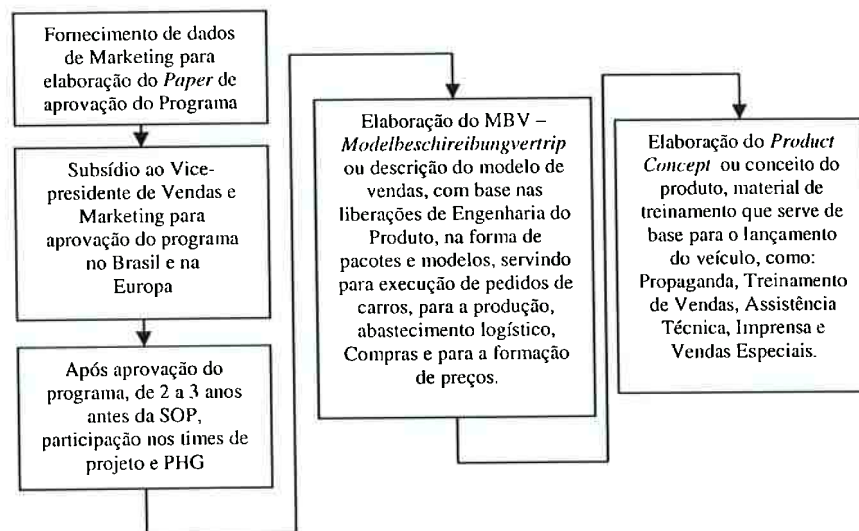 Fornecimento de dados
de Marketing para
elaboração do Paper de
aprovação do Programa
Subsídio ao Vice-
presidente de Vendas e
Marketing para
aprovação do programa
no Brasil e na
Europa
Após aprovação do
programa, de 2 a 3 anos
antes da SOP,
participação nos times de
projeto e PHG
Elaboração do MBV –
Modelbeschireibungvertrip
ou descrição do modelo de
vendas, com base nas
liberações de Engenharia do
Produto, na forma de
pacotes e modelos, servindo
para execução de pedidos de
carros, para a produção,
abastecimento logístico,
Compras e para a formação
de preços.
Elaboração do Product
Concept ou conceito do
produto, material de
treinamento que serve de
base para o lançamento
do veículo, como:
Propaganda, Treinamento
de Vendas, Assistência
Técnica, Imprensa e
Vendas Especiais.